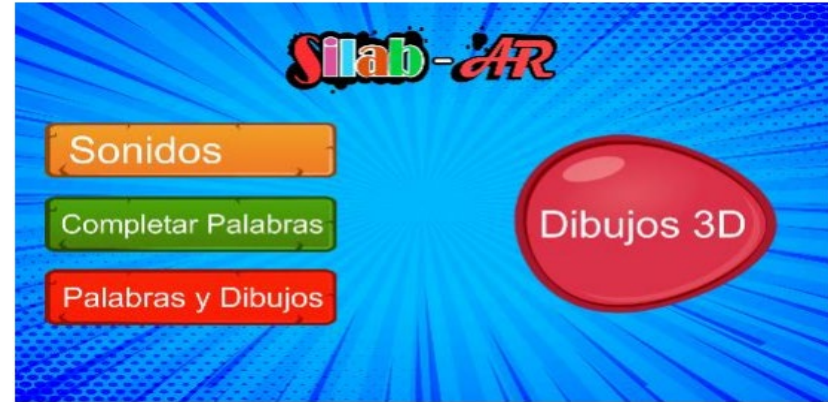 Silab-AR
Sonidos
Completar Palabras
Palabras y Dibujos
Dibujos 3D